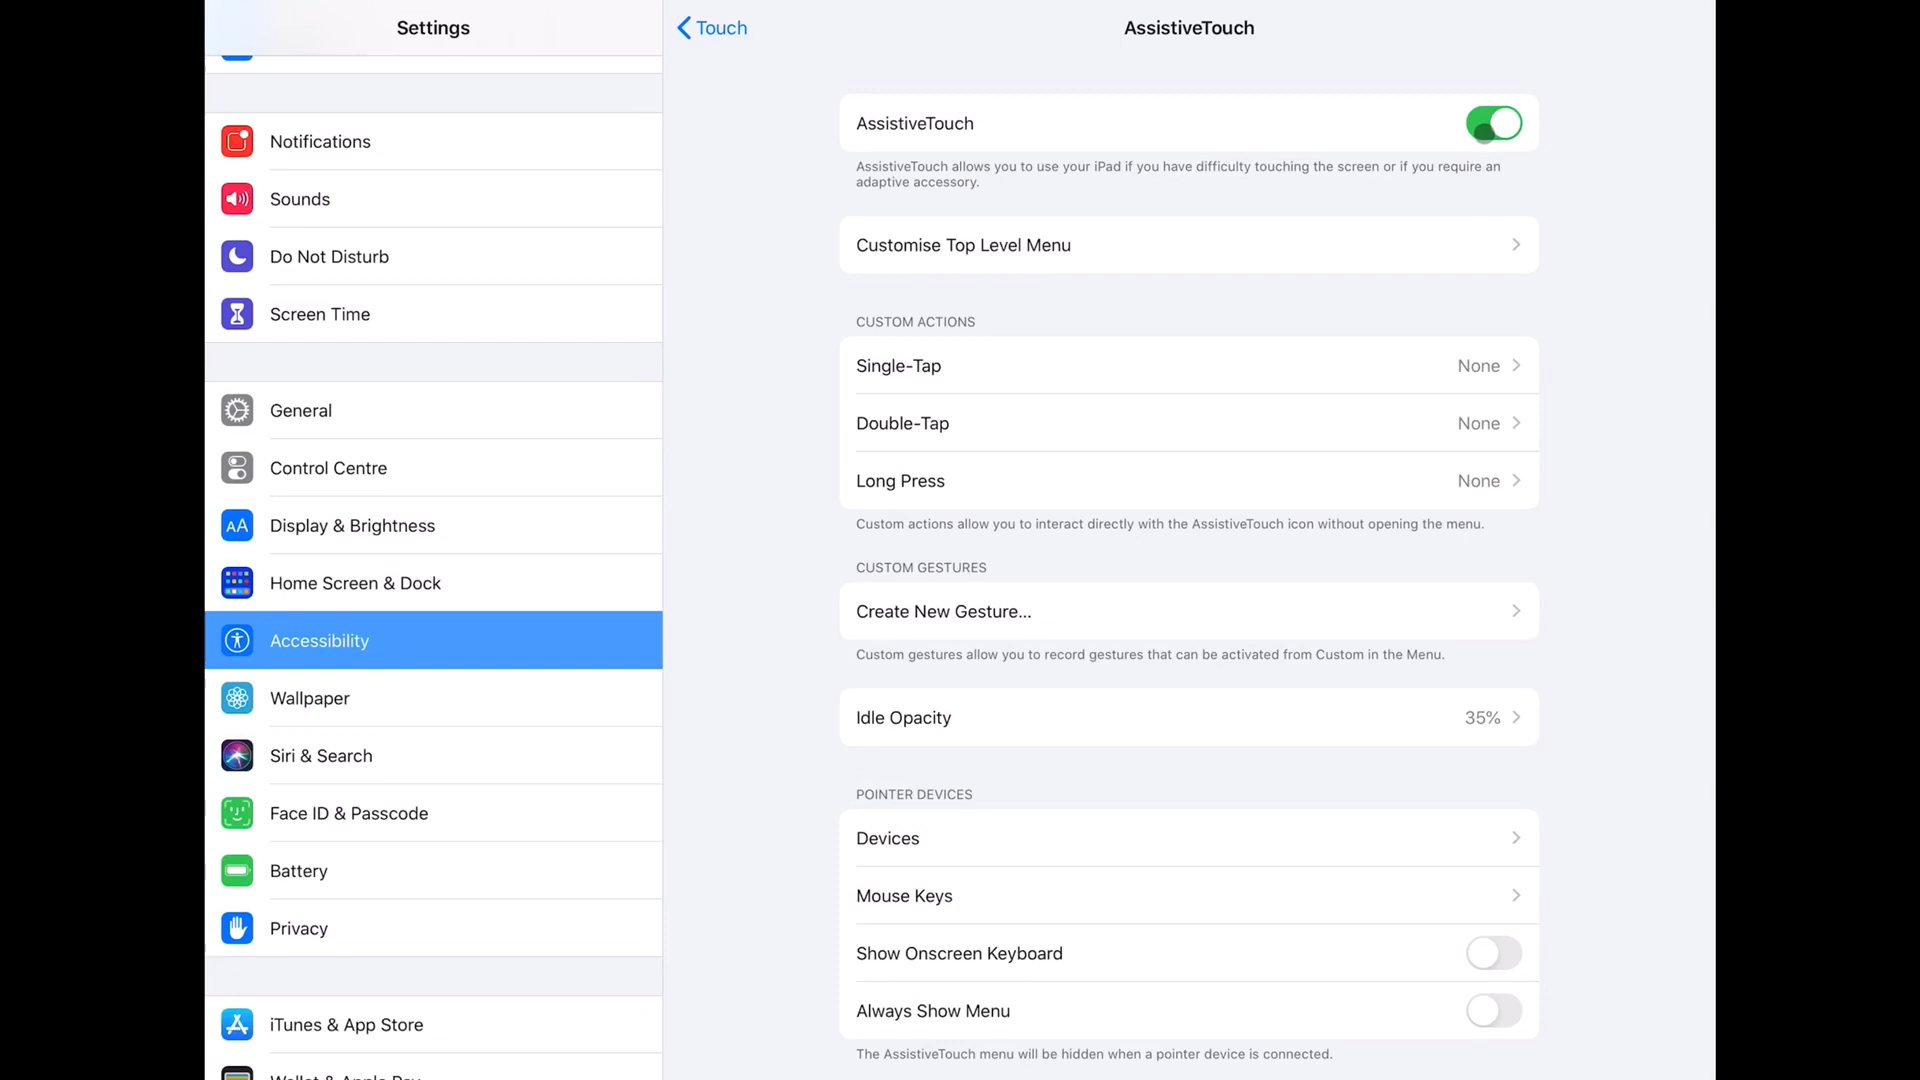 Settings
Notifications
Sounds
Do Not Disturb
Screen Time
General
Control Centre
AA Display & Brightness
Home Screen & Dock
Accessibility
Wallpaper
Siri & Search
Face ID & Passcode
Battery
Privacy
iTunes & App Store
Wallet & Apple Pay
Touch
AssistiveTouch
AssistiveTouch
AssistiveTouch allows you to use your iPad if you have difficulty touching the screen or if you require an
adaptive accessory.
Customise Top Level Menu
CUSTOM ACTIONS
Single-Tap None
Double-Tap None
Long Press None
Custom actions allow you to interact directly with the AssistiveTouch icon without opening the menu.
CUSTOM GESTURES
Create New Gesture...
Custom gestures allow you to record gestures that can be activated from Custom in the Menu.
Idle Opacity 35%
POINTER DEVICES
Devices
Mouse Keys
Show Onscreen Keyboard
Always Show Menu
The AssistiveTouch menu will be hidden when a pointer device is connected.